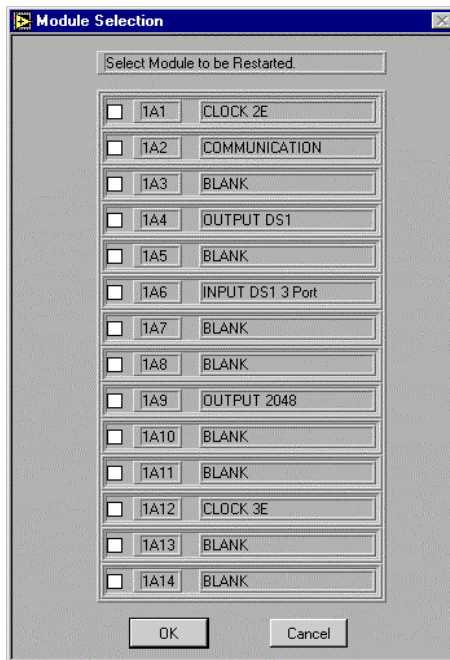 Module Selection
Select Module to be Restarted.
1A1 CLOCK 2E
1A2 COMMUNICATION
1A3 BLANK
1A4 OUTPUT DS1
1A5 BLANK
1A6 INPUT DS1 3 Port
1A7 BLANK
1A8 BLANK
1A9 OUTPUT 2048
1A10 BLANK
1A11 BLANK
1A12 CLOCK 3E
1A13 BLANK
1A14 BLANK
OK Cancel